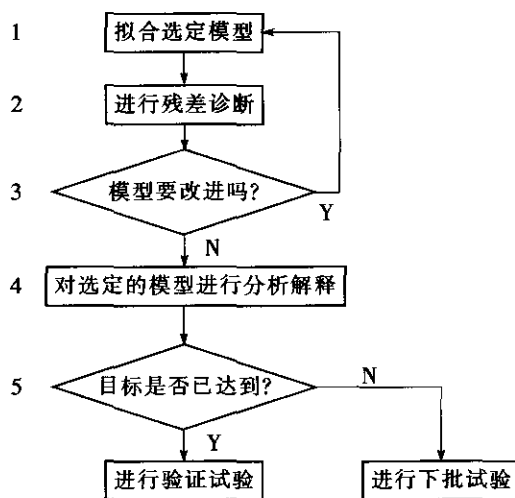 1 拟合选定模型
2 进行残差诊断
3 模型要改进吗?
Y
N
4 对选定的模型进行分析解释
5 目标是否已达到?
N
Y
进行验证试验 进行下批试验